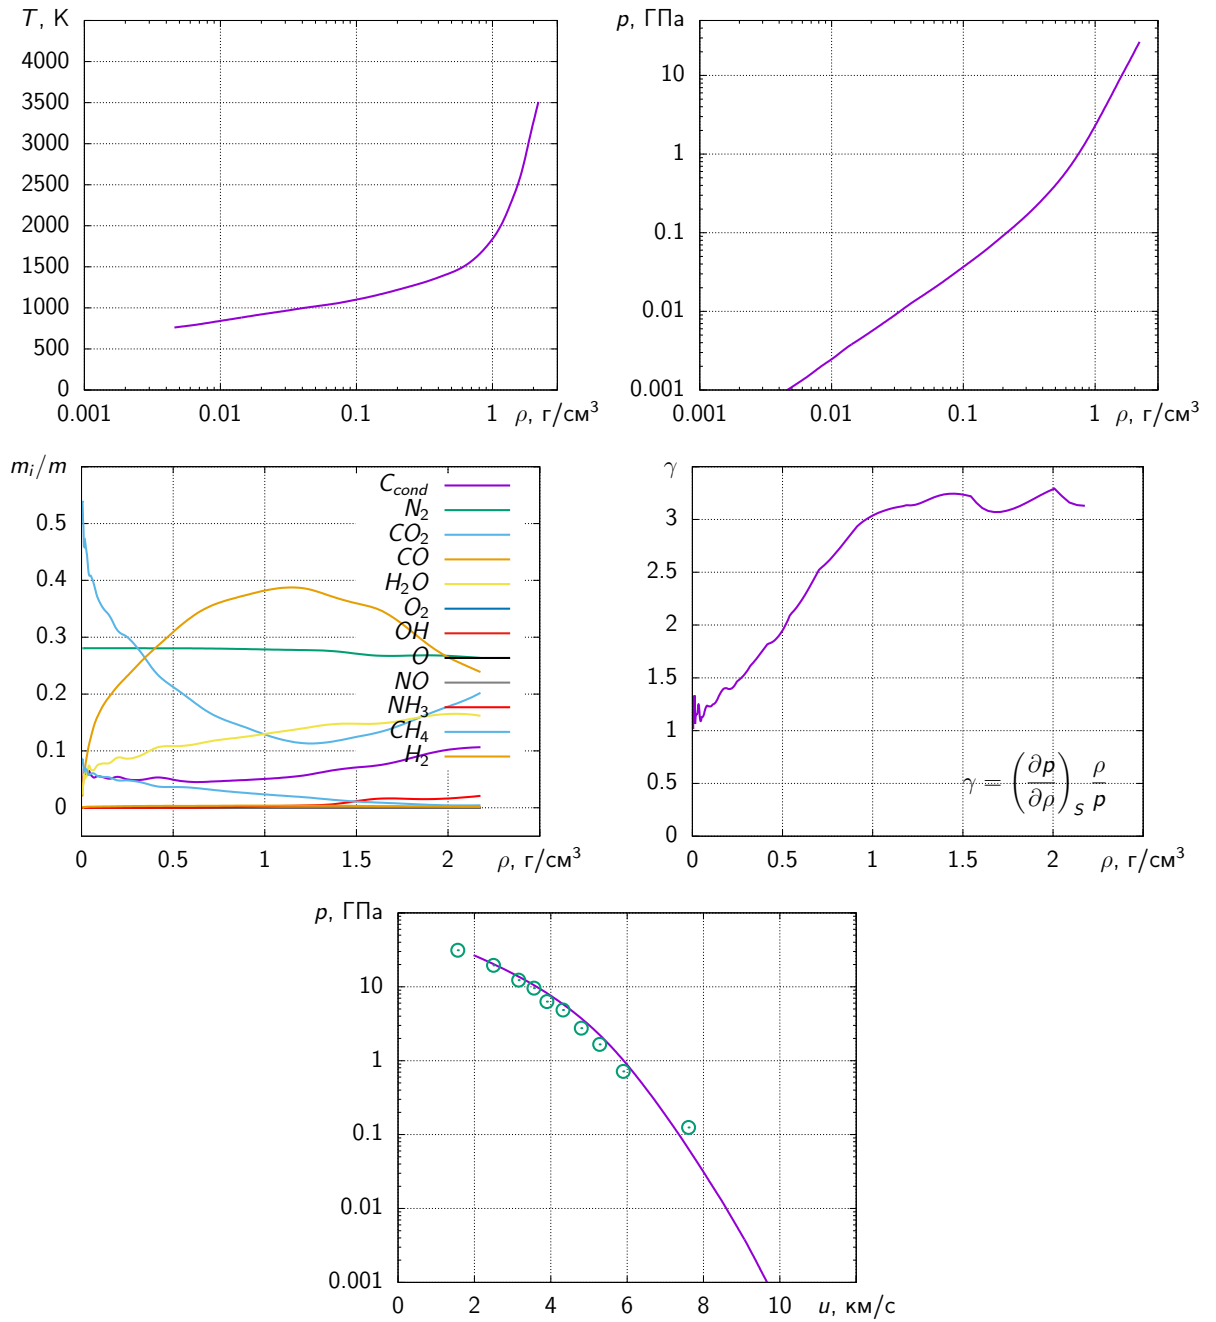 T, K
4000
3500
3000
2500
2000
1500
1000
500
0
0.001
0.01
0.1
1
ρ, г/см³
p, ГПа
10
1
0.1
0.01
0.001
0.001
0.01
0.1
1
ρ, г/см³
m_i/m
0.5
0.4
0.3
0.2
0.1
0
0
0.5
1
1.5
2
ρ, г/см³
C_cond
N₂
CO₂
CO
H₂O
O₂
OH
O
NO
NH₃
CH₄
H₂
γ
3
2.5
2
1.5
1
0.5
0
0
0.5
1
1.5
2
ρ, г/см³
γ = (∂p/∂ρ)_S ρ/p
p, ГПа
10
1
0.1
0.01
0.001
0
2
4
6
8
10
u, км/с